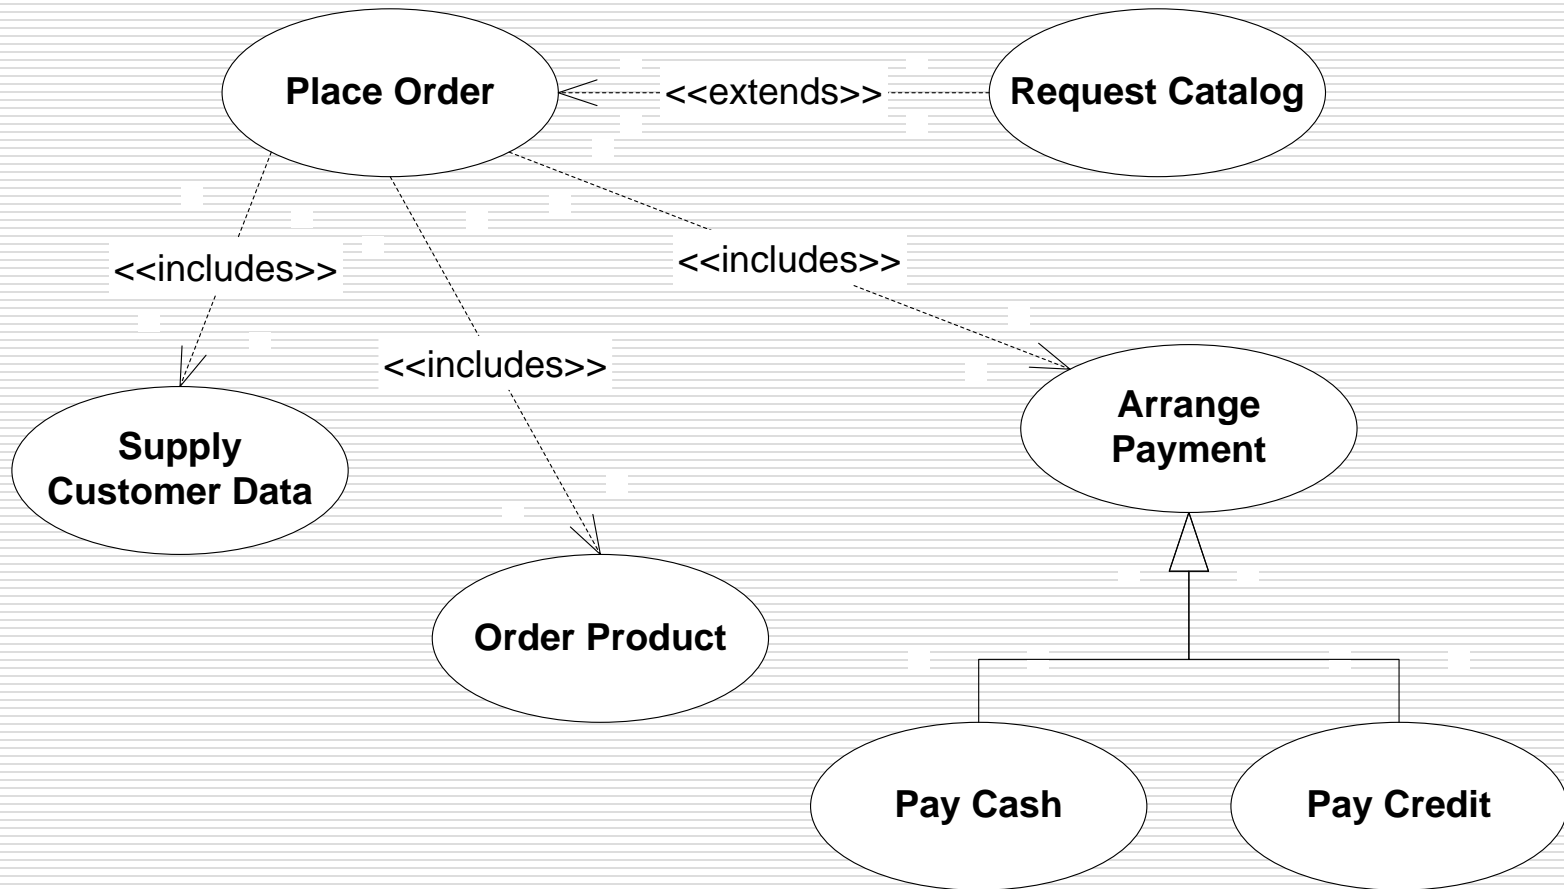 Place Order
<<extends>>
Request Catalog
<<includes>>
<<includes>>
<<includes>>
Supply
Customer Data
Arrange
Payment
Order Product
Pay Cash
Pay Credit